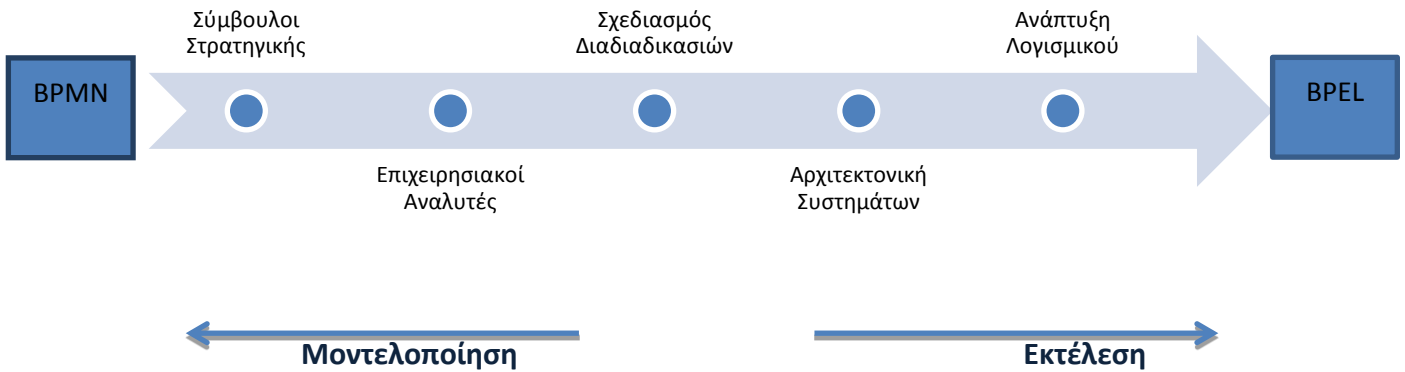 Σύμβουλοι
Στρατηγικής
Σχεδιασμός
Διαδιαδικασιών
Ανάπτυξη
Λογισμικού
BPMN
BPEL
Επιχειρησιακοί
Αναλυτές
Αρχιτεκτονική
Συστημάτων
Μοντελοποίηση
Εκτέλεση